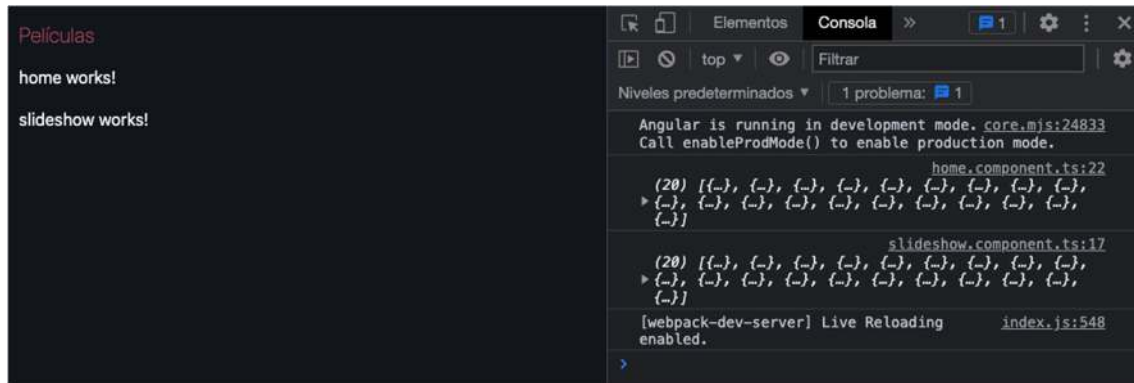 Películas
home works!
slideshow works!
Elementos Consola » 1
top ▼ Filtrar
Niveles predeterminados ▼ 1 problema: 1
Angular is running in development mode. core.mjs:24833
Call enableProdMode() to enable production mode.
home.component.ts:22
(20) [{…}, {…}, {…}, {…}, {…}, {…}, {…}, {…}, {…},
▶ {…}, {…}, {…}, {…}, {…}, {…}, {…}, {…}, {…}, {…},
{…}]
slideshow.component.ts:17
(20) [{…}, {…}, {…}, {…}, {…}, {…}, {…}, {…}, {…},
▶ {…}, {…}, {…}, {…}, {…}, {…}, {…}, {…}, {…}, {…},
{…}]
[webpack-dev-server] Live Reloading index.js:548
enabled.